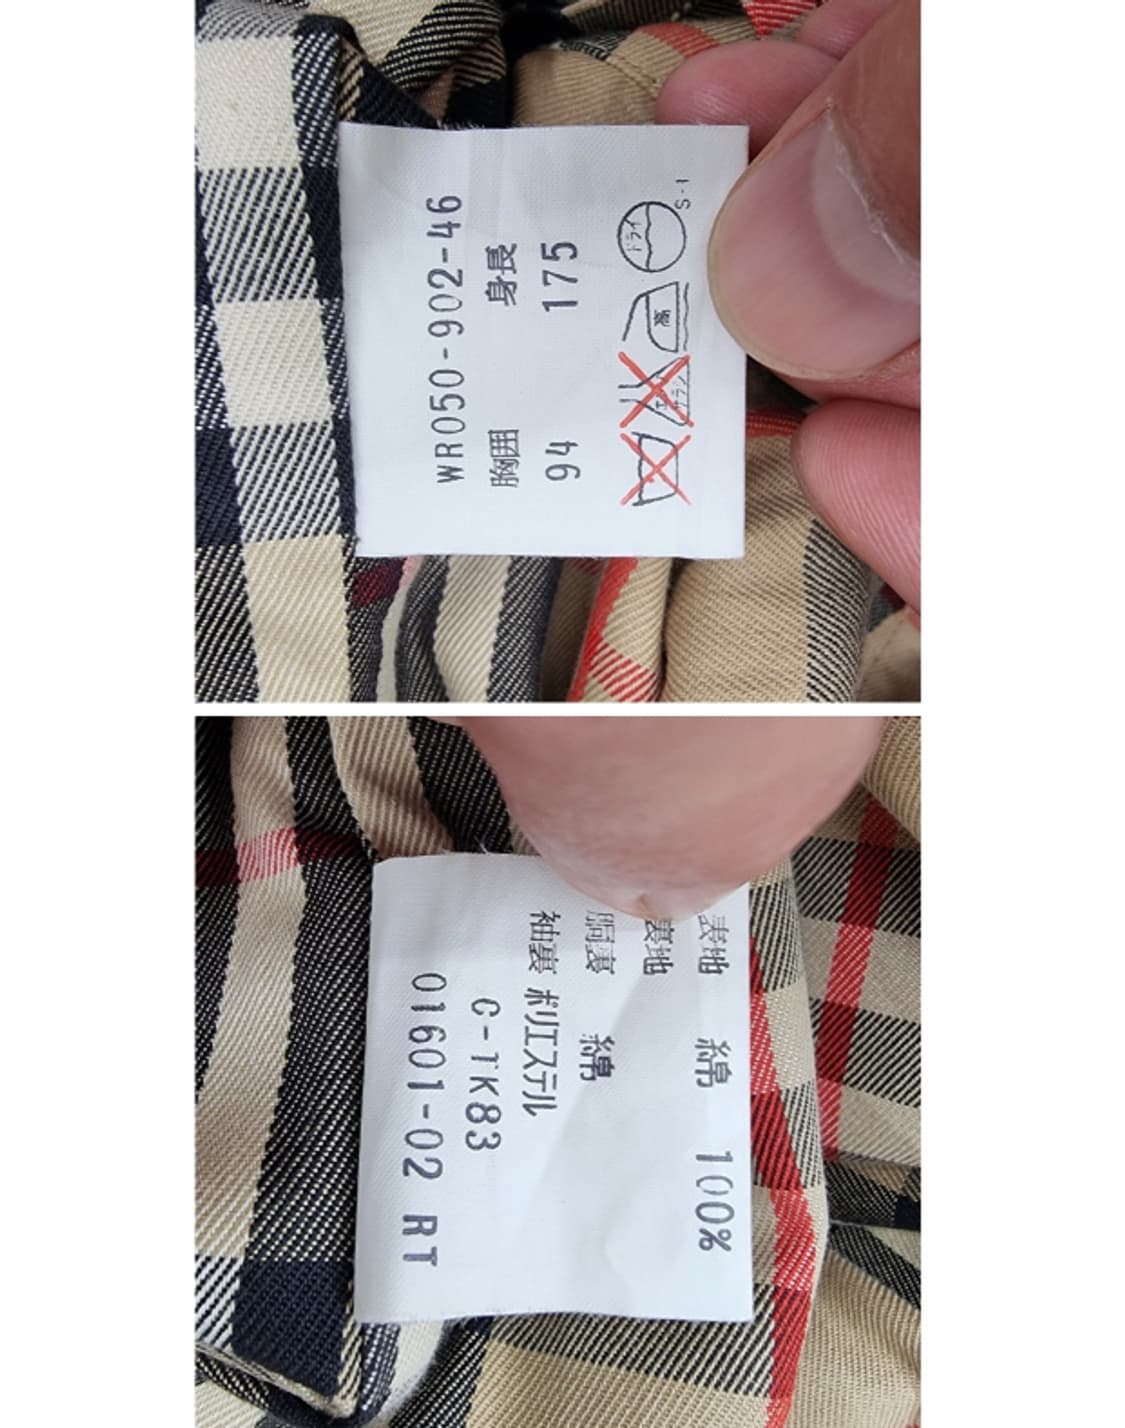 WR050-902-46
胸囲 身長
94 175
高 ドライ S-1
表地 綿 100%
裏地
胴裏 綿
袖裏 ポリエステル
C-TK83
01601-02 RT